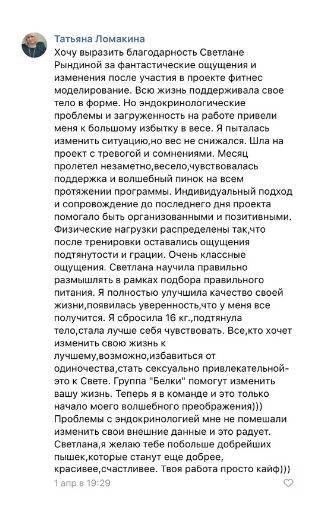 Татьяна Ломакина
Хочу выразить благодарность Светлане
Рындиной за фантастические ощущения и
изменения после участия в проекте фитнес
моделирование. Всю жизнь поддерживала свое
тело в форме. Но эндокринологические
проблемы и загруженность на работе привели
меня к большому избытку в весе. Я пыталась
изменить ситуацию,но вес не снижался. Шла на
проект с тревогой и сомнениями. Месяц
пролетел незаметно,весело,чувствовалась
поддержка и волшебный пинок на всем
протяжении программы. Индивидуальный подход
и сопровождение до последнего дня проекта
помогало быть организованными и позитивными.
Физические нагрузки распределены так,что
после тренировки оставались ощущения
подтянутости и грации. Очень классные
ощущения. Светлана научила правильно
размышлять в рамках подбора правильного
питания. Я полностью улучшила качество своей
жизни,появилась уверенность,что у меня все
получится. Я сбросила 16 кг.,подтянула
тело,стала лучше себя чувствовать. Все,кто хочет
изменить свою жизнь к
лучшему,возможно,избавиться от
одиночества,стать сексуально привлекательной-
это к Свете. Группа "Белки" помогут изменить
вашу жизнь. Теперь я в команде и это только
начало моего волшебного преображения)))
Проблемы с эндокринологией мне не помешали
изменить свои внешние данные и это радует.
Светлана,я желаю тебе побольше добрейших
пышек,которые станут еще добрее,
красивее,счастливее. Твоя работа просто кайф)))
1 апр в 19:29